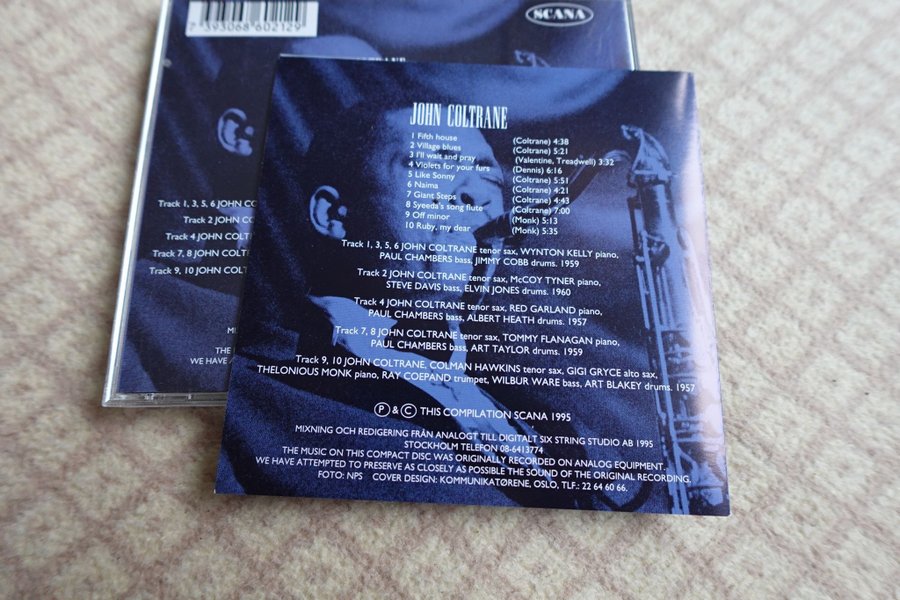 7393068 602129
SCANA
JOHN COLTRANE
1 Fifth house (Coltrane) 4:38
2 Village blues (Coltrane) 5:21
3 I'll wait and pray (Valentine, Treadwell) 3:32
4 Violets for your furs (Dennis) 6:16
5 Like Sonny (Coltrane) 5:51
6 Naima (Coltrane) 4:21
7 Giant Steps (Coltrane) 4:43
8 Syeeda's song flute (Coltrane) 7:00
9 Off minor (Monk) 5:13
10 Ruby, my dear (Monk) 5:35
Track 1, 3, 5, 6 JOHN COLTRANE tenor sax, WYNTON KELLY piano,
PAUL CHAMBERS bass, JIMMY COBB drums. 1959
Track 2 JOHN COLTRANE tenor sax, McCOY TYNER piano,
STEVE DAVIS bass, ELVIN JONES drums. 1960
Track 4 JOHN COLTRANE tenor sax, RED GARLAND piano,
PAUL CHAMBERS bass, ALBERT HEATH drums. 1957
Track 7, 8 JOHN COLTRANE tenor sax, TOMMY FLANAGAN piano,
PAUL CHAMBERS bass, ART TAYLOR drums. 1959
Track 9, 10 JOHN COLTRANE, COLMAN HAWKINS tenor sax, GIGI GRYCE alto sax,
THELONIOUS MONK piano, RAY COEPAND trumpet, WILBUR WARE bass, ART BLAKEY drums. 1957
Ⓟ & © THIS COMPILATION SCANA 1995
MIXNING OCH REDIGERING FRÅN ANALOGT TILL DIGITALT SIX STRING STUDIO AB 1995
STOCKHOLM TELEFON 08-6413774
THE MUSIC ON THIS COMPACT DISC WAS ORIGINALLY RECORDED ON ANALOG EQUIPMENT.
WE HAVE ATTEMPTED TO PRESERVE AS CLOSELY AS POSSIBLE THE SOUND OF THE ORIGINAL RECORDING.
FOTO: NPS COVER DESIGN: KOMMUNIKATØRENE, OSLO, TLF.: 22 64 60 66.
Track 1, 3, 5, 6 JOHN CO
Track 2 JOHN C
Track 4 JOHN COLT
Track 7, 8 JOHN COLT
Track 9, 10 JOHN COLT
M
THE
WE HAVE